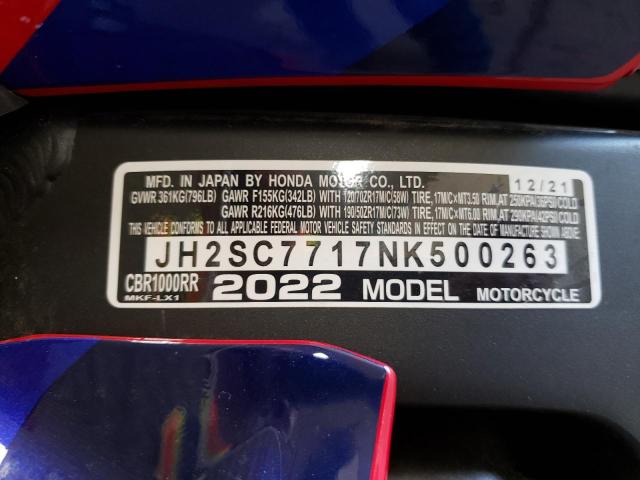 MFD. IN JAPAN BY HONDA MOTOR CO., LTD. 12/21
GVWR 361KG(796LB) GAWR F155KG(342LB) WITH 120/70ZR17M/C(58W) TIRE,17M/C×MT3.50 RIM,AT 250KPA(36PSI) COLD
GAWR R216KG(476LB) WITH 190/50ZR17M/C(73W) TIRE,17M/C×MT6.00 RIM,AT 290KPA(42PSI) COLD
THIS VEHICLE CONFORMS TO ALL APPLICABLE FEDERAL MOTOR VEHICLE SAFETY STANDARDS IN EFFECT ON THE DATE OF MANUFACTURE SHOWN ABOVE.
JH2SC7717NK500263
CBR1000RR 2022 MODEL MOTORCYCLE
MKF-LX1